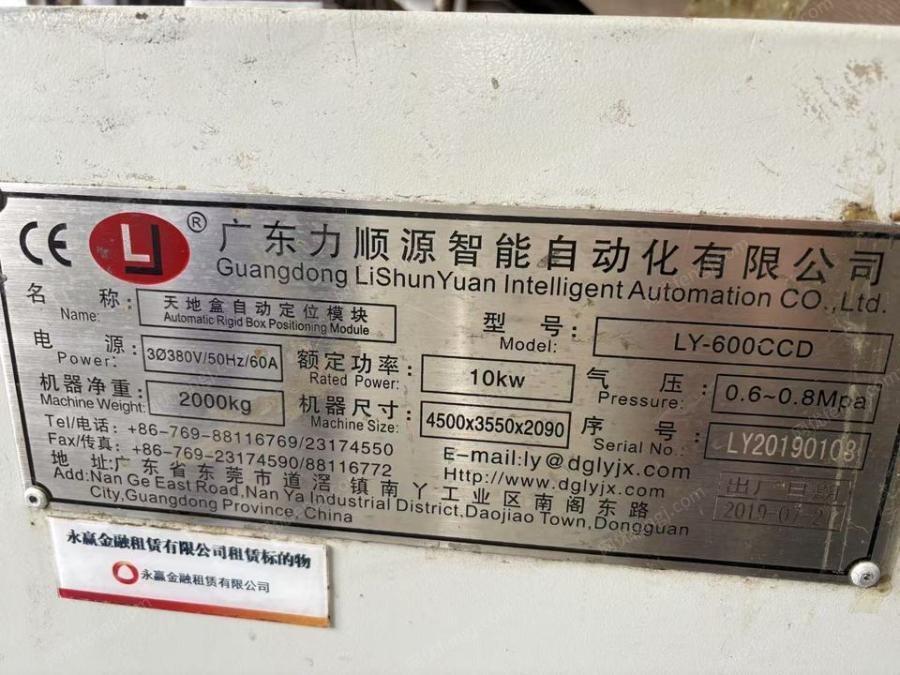 CE LJ ® 广东力顺源智能自动化有限公司
Guangdong LiShunYuan Intelligent Automation CO.,Ltd.
名称: 天地盒自动定位模块 型号: LY-600CCD
Name: Automatic Rigid Box Positioning Module Model:
电源: 3Ø380V/50Hz/60A 额定功率: 10kw 气压: 0.6~0.8Mpa
Power: Rated Power: Pressure:
机器净重: 2000kg 机器尺寸: 4500x3550x2090 序号: LY20190108
Machine Weight: Machine Size: Serial No.:
Tel/电话: +86-769-88116769/23174550
Fax/传真: +86-769-23174590/88116772
E-mail:ly@dglyjx.com
Http://www.dglyjx.com
出厂日期
2019-07-2
地址:广东省东莞市道滘镇南丫工业区南阁东路
Add:Nan Ge East Road,Nan Ya Industrial District,Daojiao Town,Dongguan
City,Guangdong Province, China
永赢金融租赁有限公司租赁标的物
永赢金融租赁有限公司